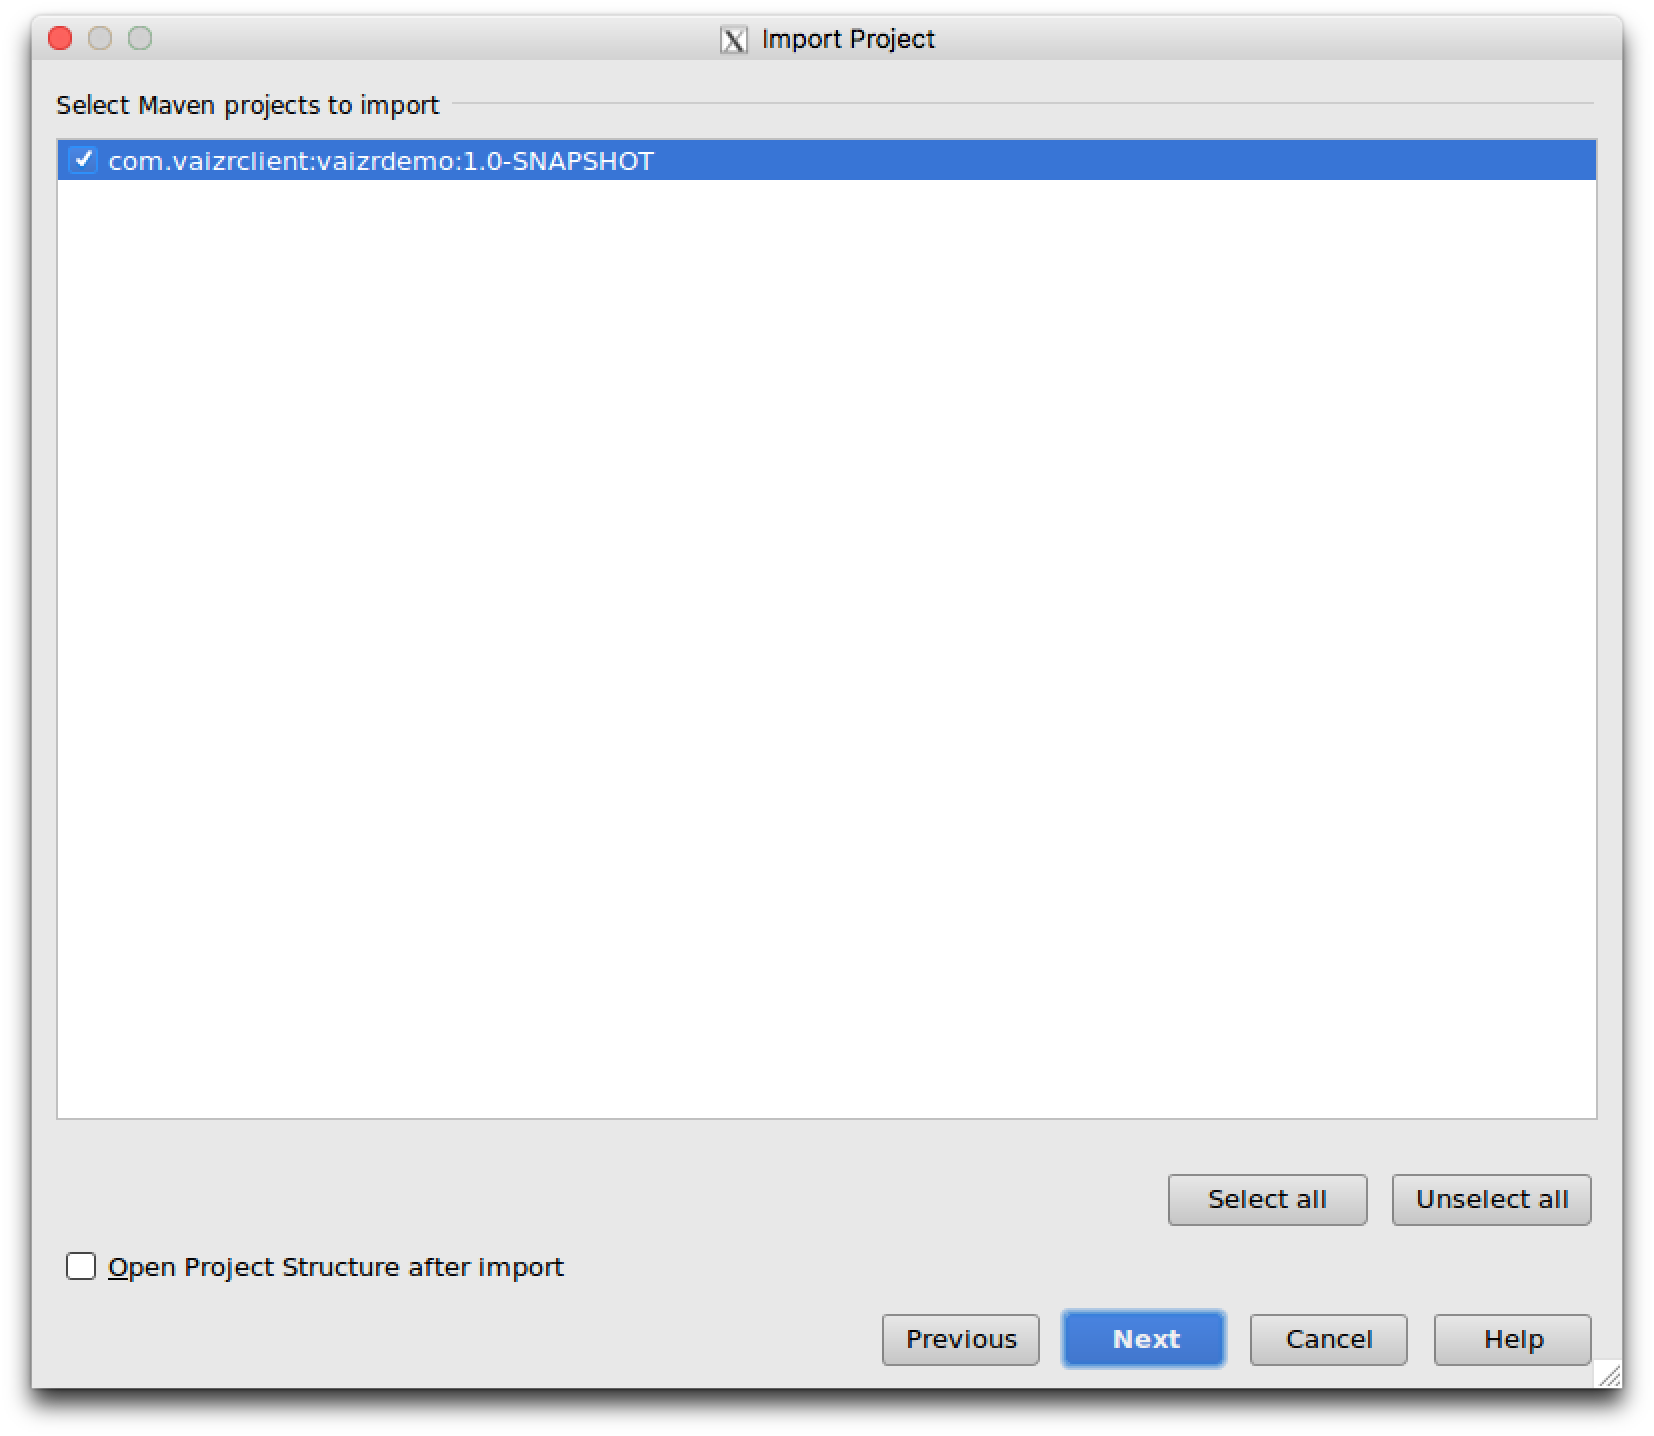 Import Project
Select Maven projects to import
com.vaizrclient:vaizrdemo:1.0-SNAPSHOT
Select all
Unselect all
Open Project Structure after import
Previous
Next
Cancel
Help